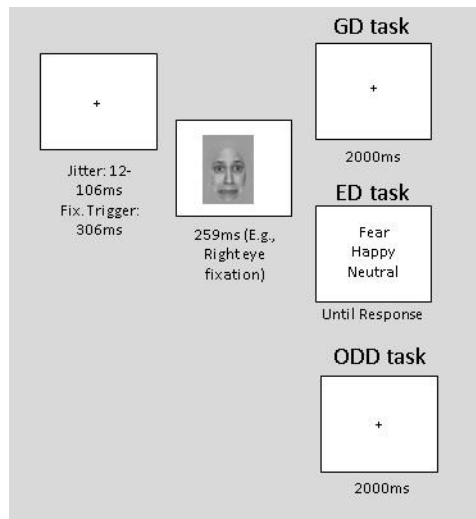 GD task
+
+
Jitter: 12-
106ms
Fix. Trigger:
306ms
259ms (E.g.,
Right eye
fixation)
2000ms
ED task
Fear
Happy
Neutral
Until Response
ODD task
+
2000ms